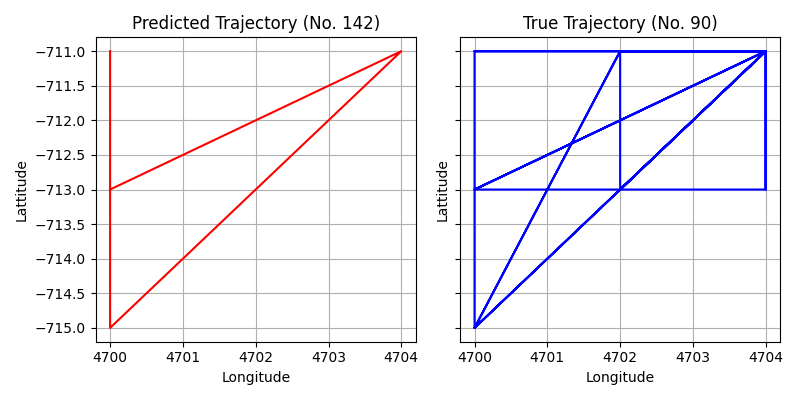 Predicted Trajectory (No. 142)
Lattitude
−711.0
−711.5
−712.0
−712.5
−713.0
−713.5
−714.0
−714.5
−715.0
4700 4701 4702 4703 4704
Longitude
True Trajectory (No. 90)
Lattitude
4700 4701 4702 4703 4704
Longitude